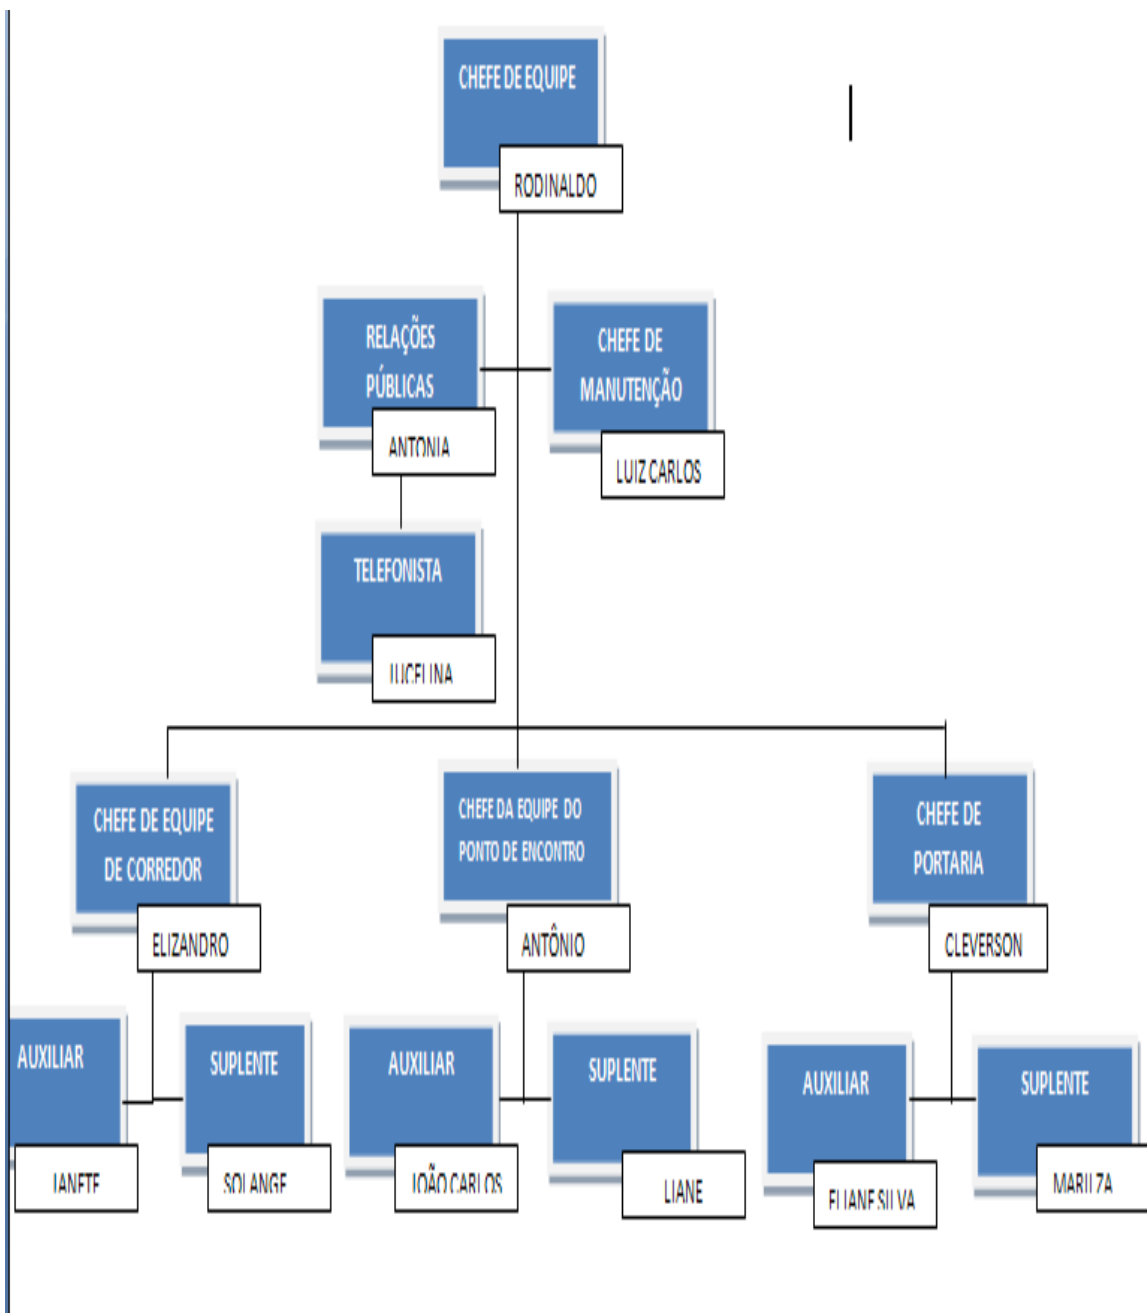 CHEFE DE EQUIPE
RODINALDO
RELAÇÕES
PÚBLICAS
ANTONIA
CHEFE DE
MANUTENÇÃO
LUIZ CARLOS
TELEFONISTA
JUCELINA
CHEFE DE EQUIPE
DE CORREDOR
ELIZANDRO
CHEFE DA EQUIPE DO
PONTO DE ENCONTRO
ANTÔNIO
CHEFE DE
PORTARIA
CLEVERSON
AUXILIAR
JANETE
SUPLENTE
SOLANGE
AUXILIAR
JOÃO CARLOS
SUPLENTE
LIANE
AUXILIAR
ELIANE SILVA
SUPLENTE
MARILZA